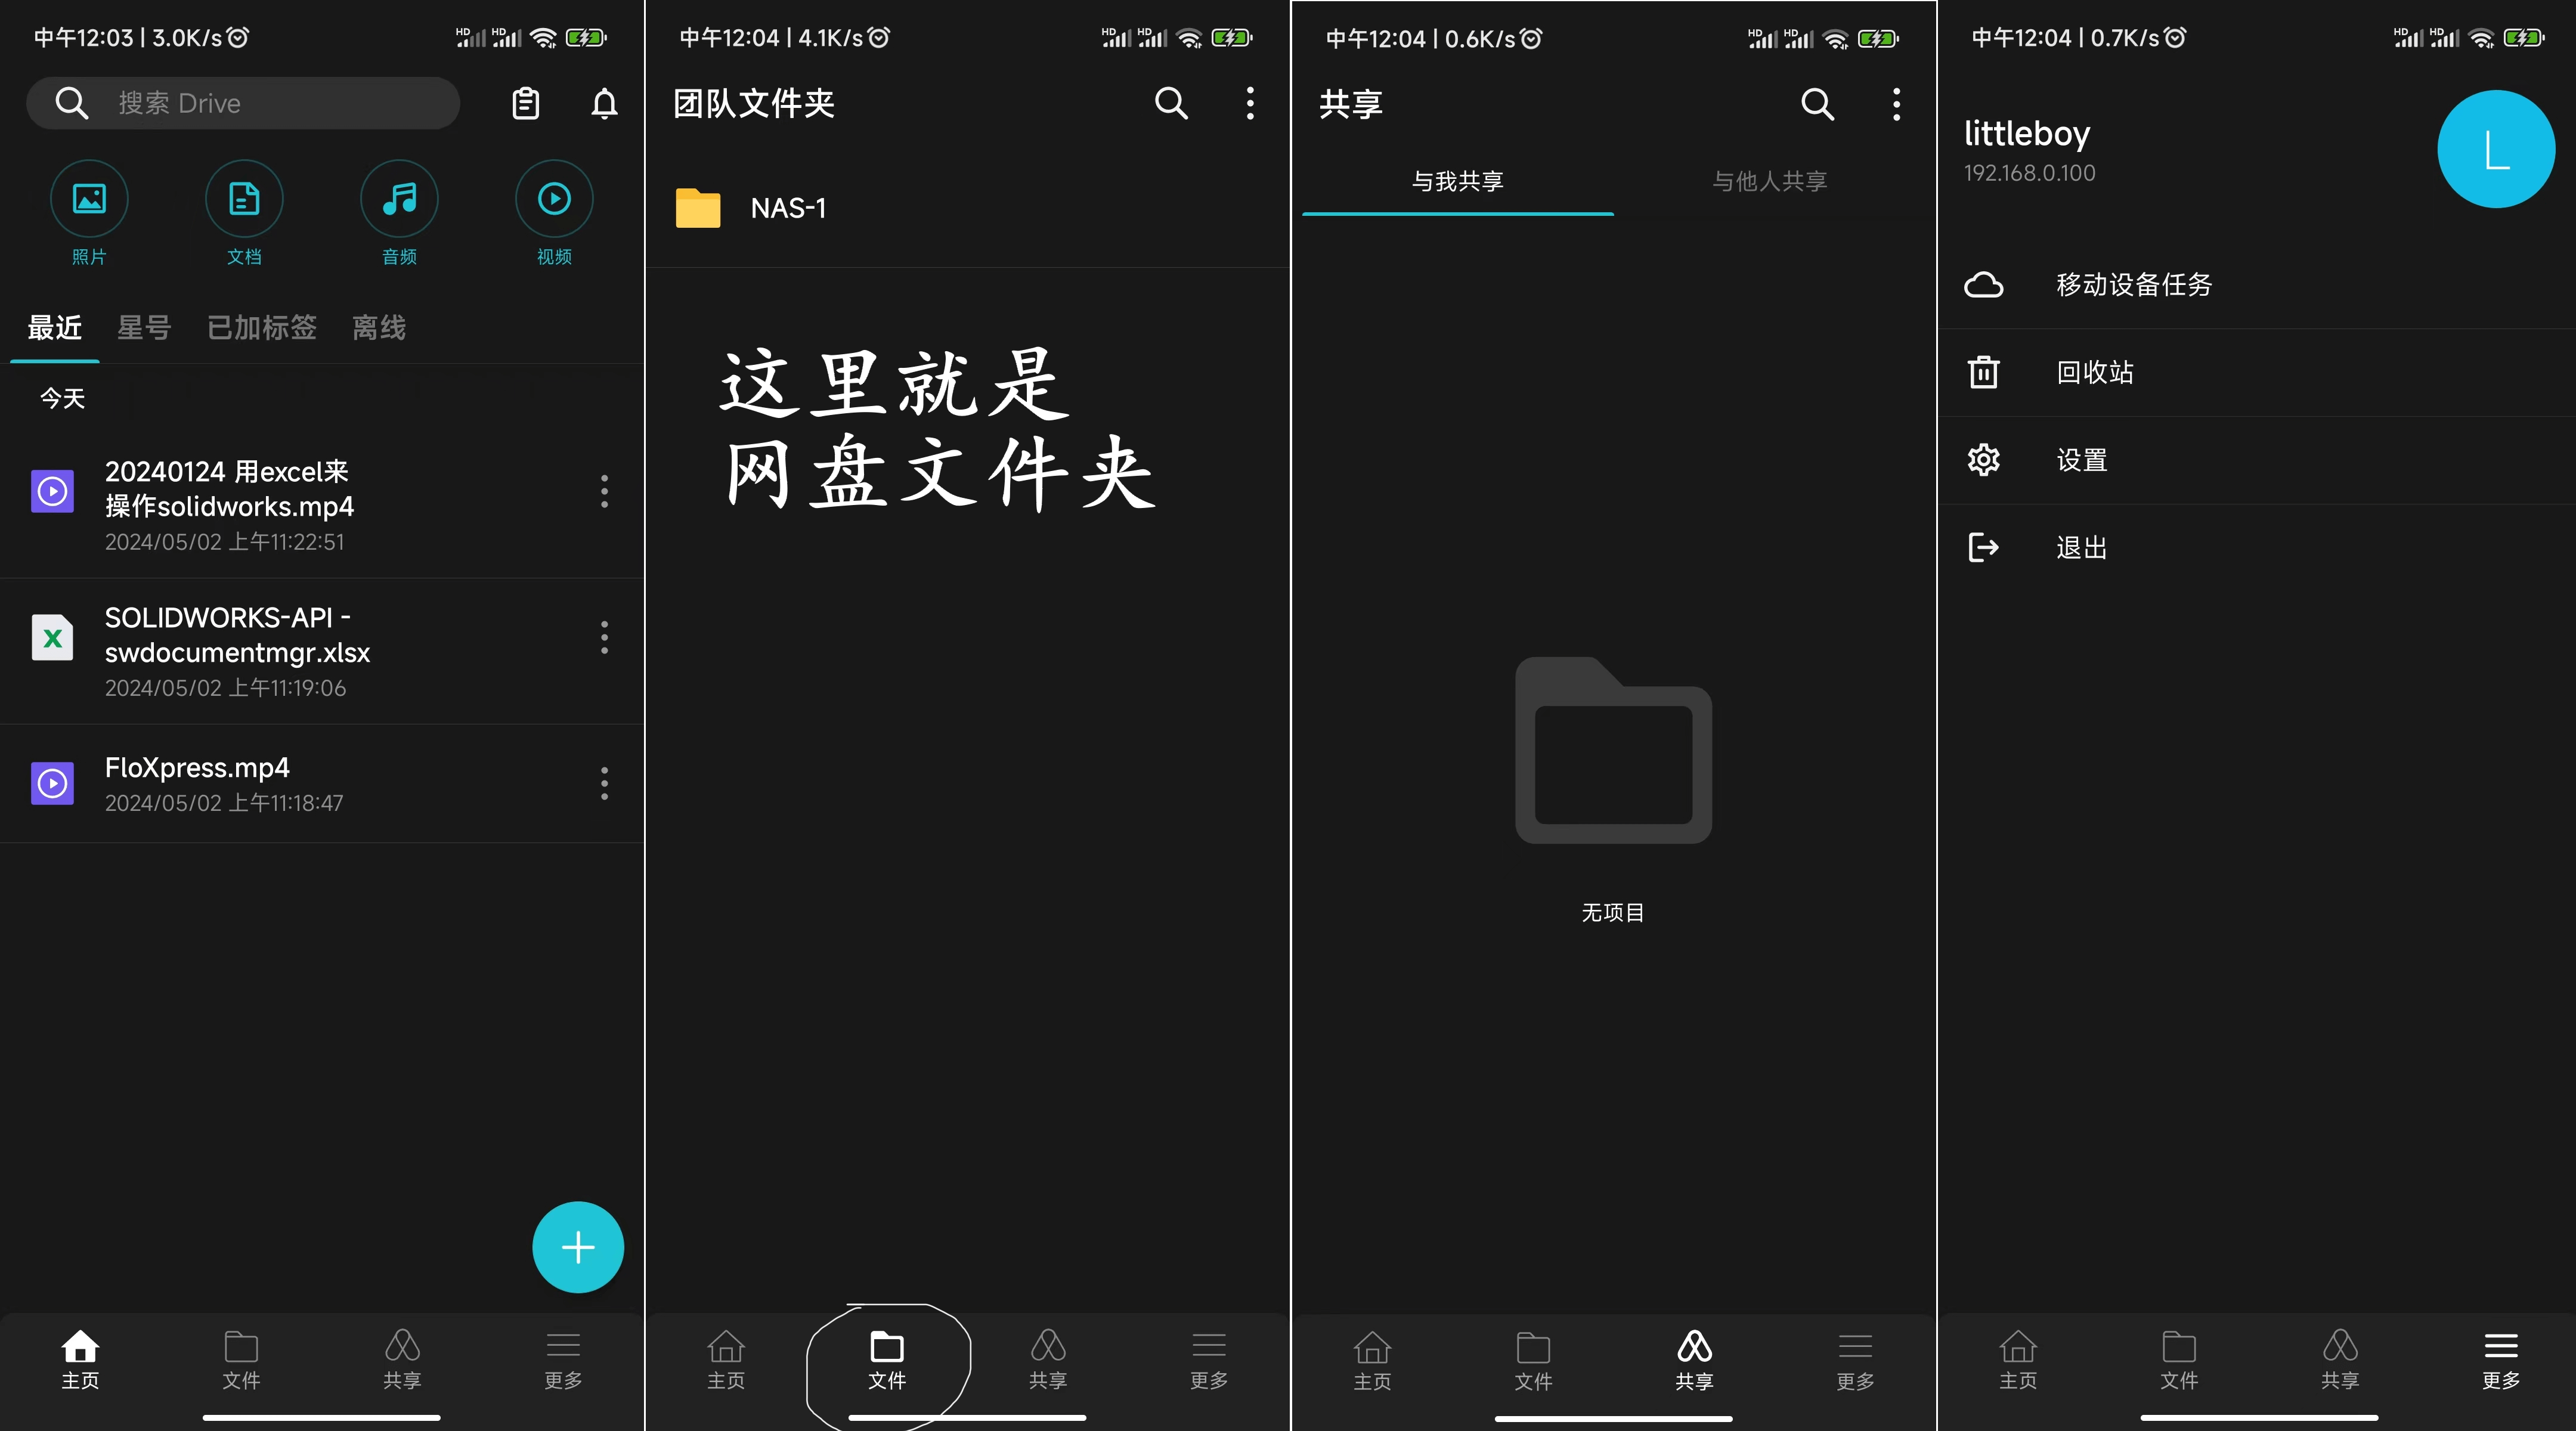 中午12:03 | 3.0K/s
HD HD
搜索 Drive
照片
文档
音频
视频
最近
星号
已加标签
离线
今天
20240124 用excel来
操作solidworks.mp4
2024/05/02 上午11:22:51
SOLIDWORKS-API -
swdocumentmgr.xlsx
2024/05/02 上午11:19:06
FloXpress.mp4
2024/05/02 上午11:18:47
主页
文件
共享
更多
中午12:04 | 4.1K/s
HD HD
团队文件夹
NAS-1
这里就是
网盘文件夹
主页
文件
共享
更多
中午12:04 | 0.6K/s
HD HD
共享
与我共享
与他人共享
无项目
主页
文件
共享
更多
中午12:04 | 0.7K/s
HD HD
littleboy
192.168.0.100
L
移动设备任务
回收站
设置
退出
主页
文件
共享
更多